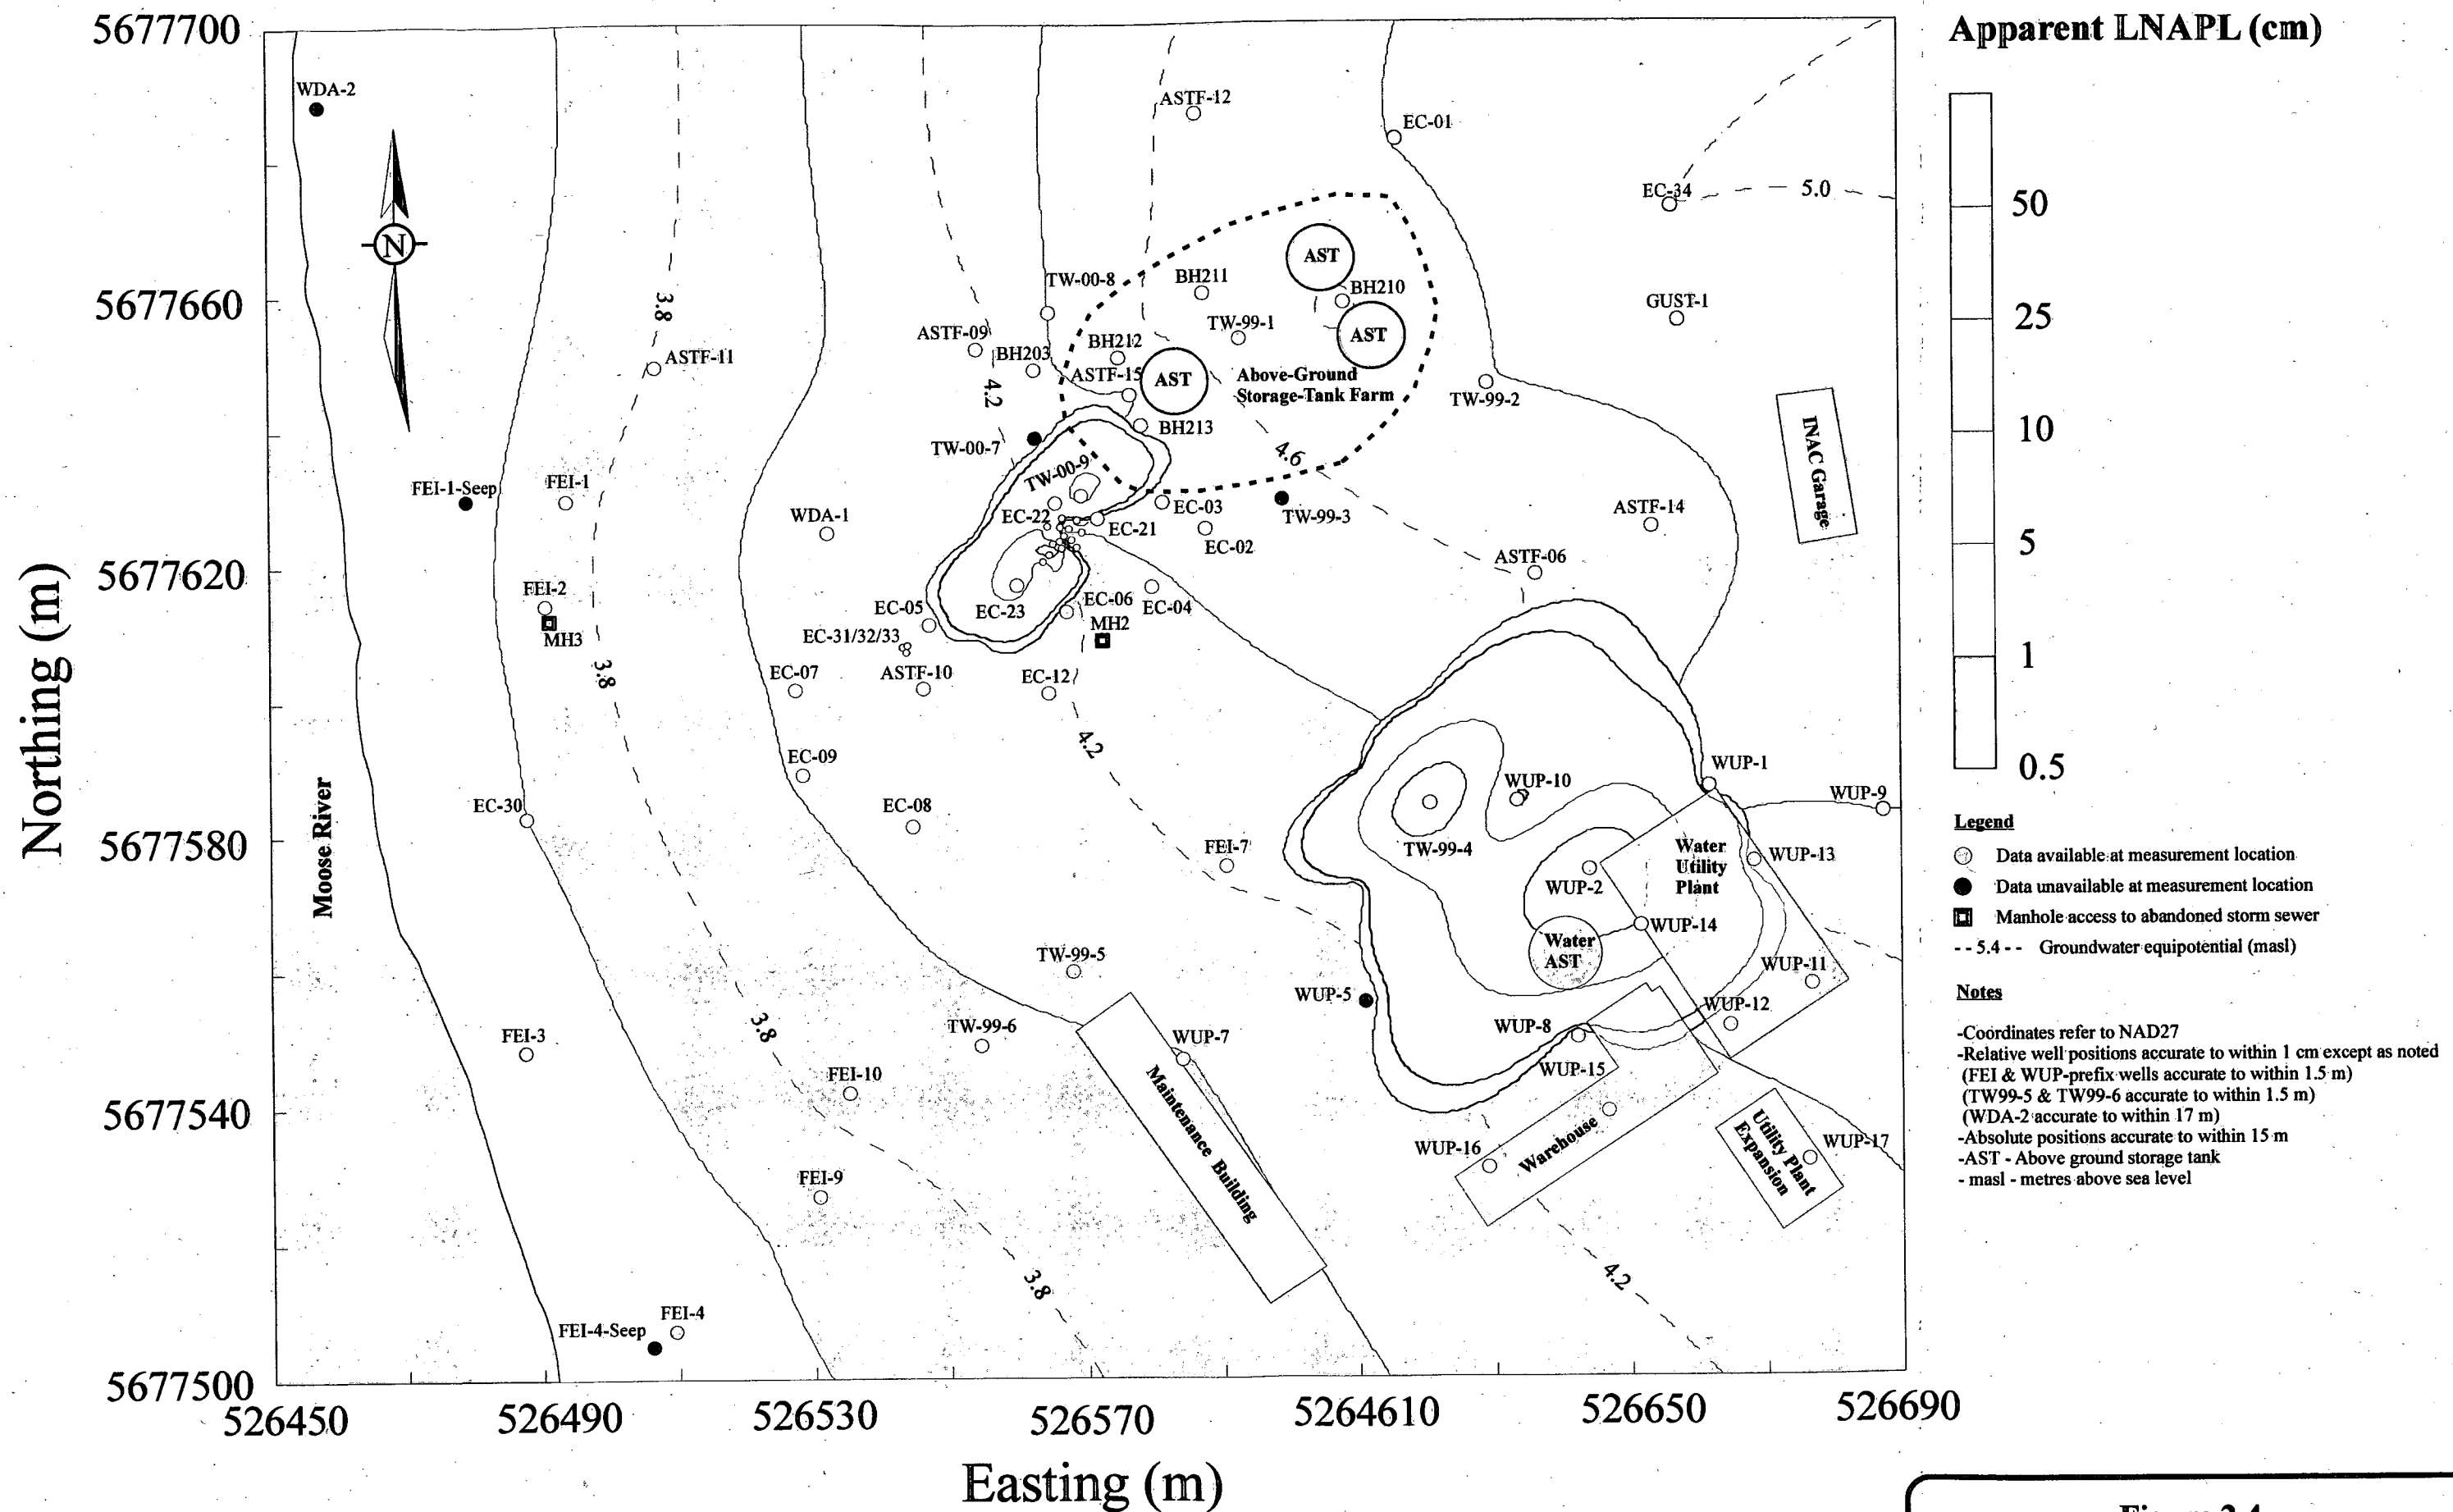 5677700
5677660
5677620
5677580
5677540
5677500
Northing (m)
526450
526490
526530
526570
5264610
526650
526690
Easting (m)
WDA-2
N
ASTF-12
EC-01
EC-34
5.0
AST
BH211
BH210
TW-00-8
3.8
GUST-1
TW-99-1
AST
ASTF-09
BH212
BH203
ASTF-11
ASTF-15
AST
Above-Ground
Storage-Tank Farm
4.2
TW-99-2
BH213
INAC Garage
TW-00-7
4.6
TW-00-9
FEI-1-Seep
FEI-1
WDA-1
EC-22
EC-21
EC-03
TW-99-3
ASTF-14
EC-02
ASTF-06
FEI-2
MH3
EC-05
EC-23
EC-06
EC-04
MH2
EC-31/32/33
3.8
EC-07
ASTF-10
EC-12
4.2
EC-09
WUP-1
WUP-10
WUP-9
EC-30
EC-08
FEI-7
TW-99-4
Water
Utility
Plant
WUP-13
WUP-2
Moose River
WUP-14
Water
AST
TW-99-5
WUP-11
WUP-5
WUP-12
3.8
TW-99-6
WUP-8
FEI-3
WUP-7
WUP-15
FEI-10
Maintenance Building
WUP-16
Warehouse
Utility Plant
Expansion
WUP-17
FEI-9
3.8
4.2
FEI-4
FEI-4-Seep
Apparent LNAPL (cm)
50
25
10
5
1
0.5
Legend
Data available at measurement location
Data unavailable at measurement location
Manhole access to abandoned storm sewer
- - 5.4 - - Groundwater equipotential (masl)
Notes
-Coordinates refer to NAD27
-Relative well positions accurate to within 1 cm except as noted
(FEI & WUP-prefix wells accurate to within 1.5 m)
(TW99-5 & TW99-6 accurate to within 1.5 m)
(WDA-2 accurate to within 17 m)
-Absolute positions accurate to within 15 m
-AST - Above ground storage tank
- masl - metres above sea level